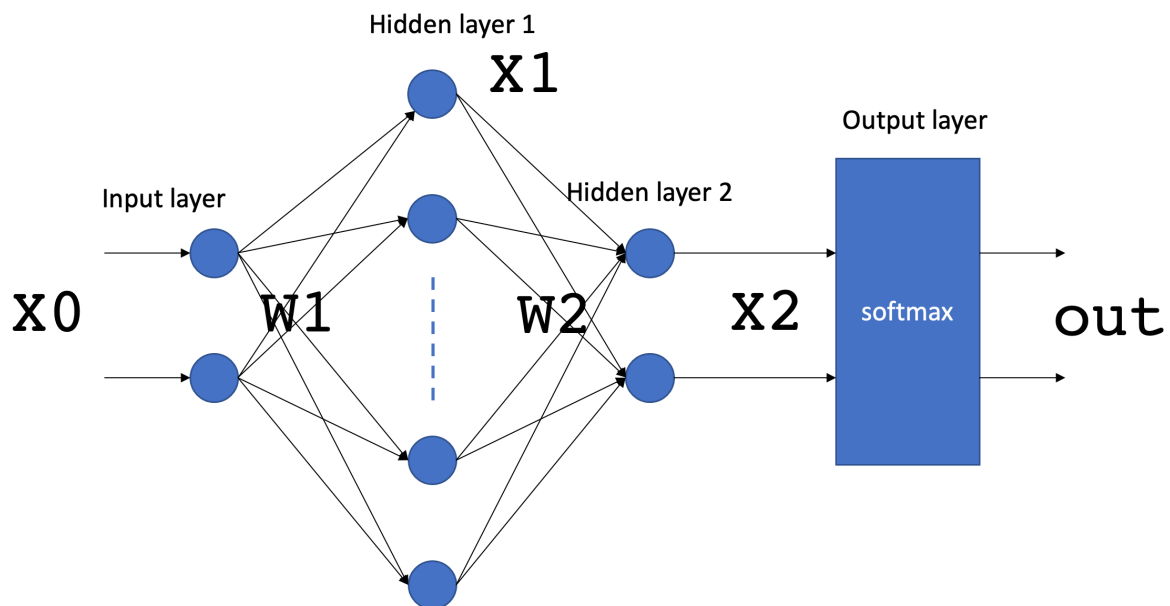 Hidden layer 1
X1
Output layer
Input layer
Hidden layer 2
X0
W1
W2
X2
softmax
out